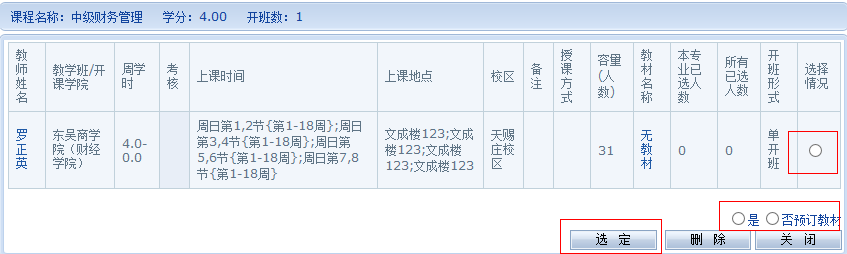 课程名称：中级财务管理 学分：4.00 开班数：1
教师姓名 教学班/开课学院 周学时 考核 上课时间 上课地点 校区 备注 授课方式 容量(人数) 教材名称 本专业已选人数 所有已选人数 开班形式 选择情况
罗正英 东吴商学院（财经学院） 4.0-0.0 周日第1,2节{第1-18周};周日第3,4节{第1-18周};周日第5,6节{第1-18周};周日第7,8节{第1-18周} 文成楼123;文成楼123;文成楼123;文成楼123 天赐庄校区 31 无教材 0 0 单开班
是 否预订教材
选 定 删 除 关 闭